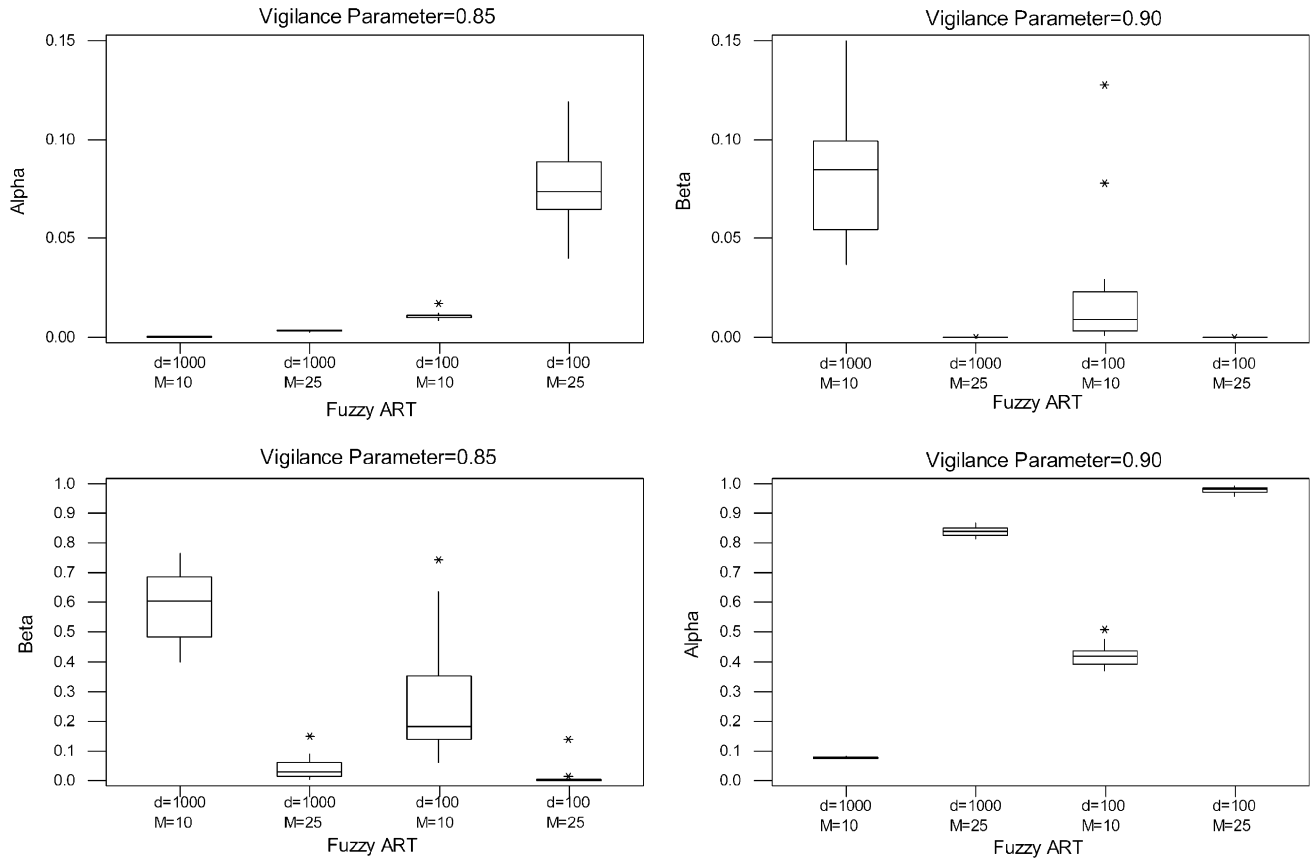 Vigilance Parameter=0.85
0.15
0.10
0.05
0.00
Alpha
d=1000 d=1000 d=100 d=100
M=10 M=25 M=10 M=25
Fuzzy ART
Vigilance Parameter=0.90
0.15
0.10
0.05
0.00
Beta
d=1000 d=1000 d=100 d=100
M=10 M=25 M=10 M=25
Fuzzy ART
Vigilance Parameter=0.85
1.0
0.9
0.8
0.7
0.6
0.5
0.4
0.3
0.2
0.1
0.0
Beta
d=1000 d=1000 d=100 d=100
M=10 M=25 M=10 M=25
Fuzzy ART
Vigilance Parameter=0.90
1.0
0.9
0.8
0.7
0.6
0.5
0.4
0.3
0.2
0.1
0.0
Alpha
d=1000 d=1000 d=100 d=100
M=10 M=25 M=10 M=25
Fuzzy ART